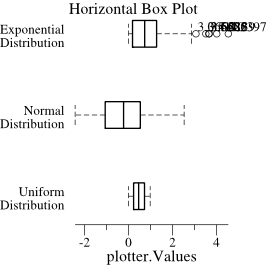 Horizontal Box Plot
Exponential
Distribution
Normal
Distribution
Uniform
Distribution
-2 0 2 4
plotter.Values